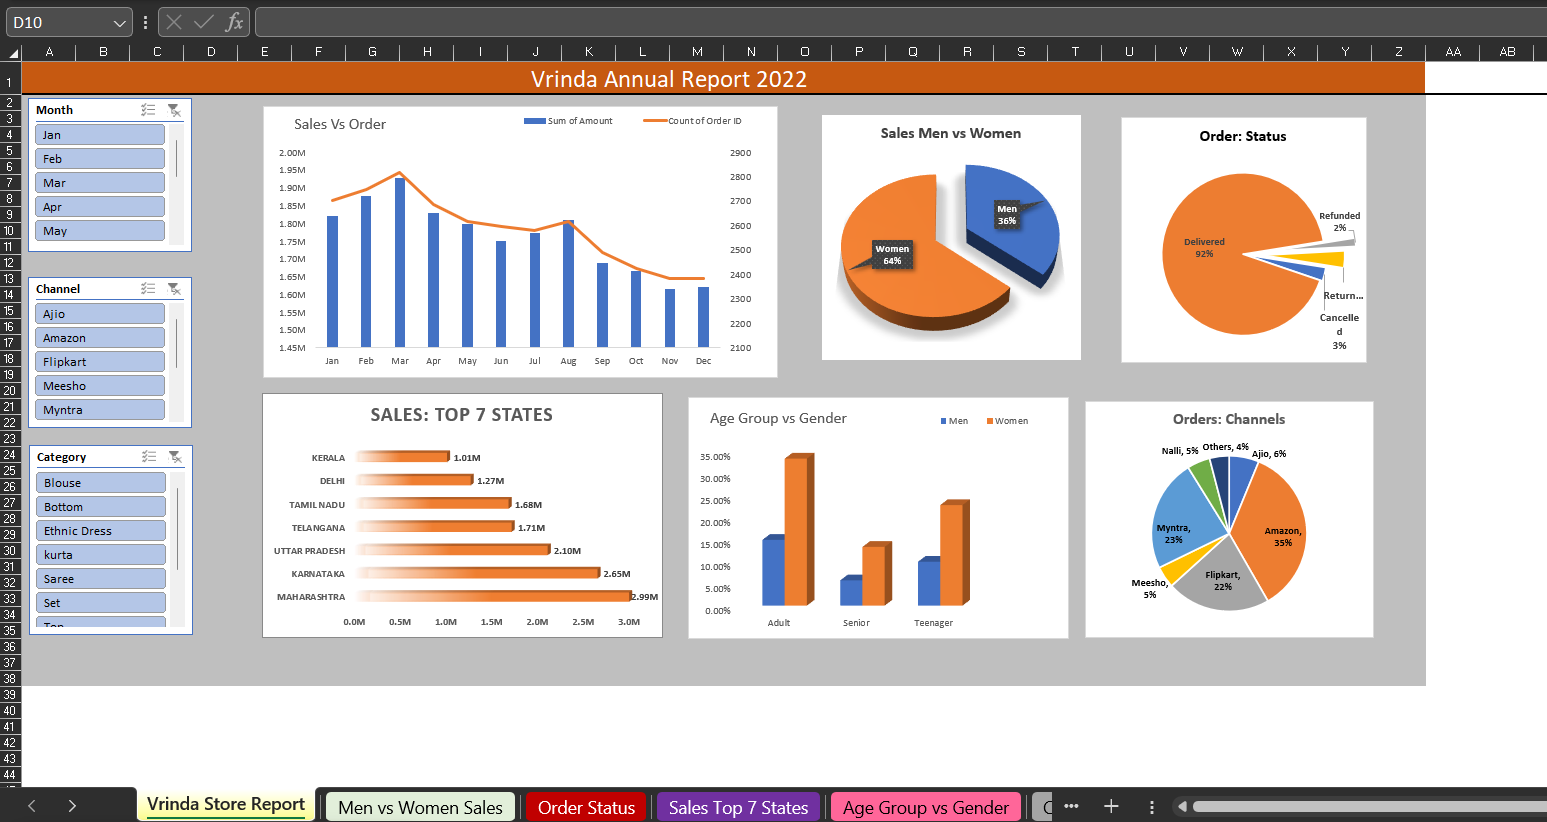 D10
fx
A B C D E F G H I J K L M N O P Q R S T U V W X Y Z AA AB
1
2
3
4
5
6
7
8
9
10
11
12
13
14
15
16
17
18
19
20
21
22
23
24
25
26
27
28
29
30
31
32
33
34
35
36
37
38
39
40
41
42
43
44
Vrinda Annual Report 2022
Month
Jan
Feb
Mar
Apr
May
Channel
Ajio
Amazon
Flipkart
Meesho
Myntra
Category
Blouse
Bottom
Ethnic Dress
kurta
Saree
Set
Top
Sales Vs Order
Sum of Amount
Count of Order ID
2.00M
1.95M
1.90M
1.85M
1.80M
1.75M
1.70M
1.65M
1.60M
1.55M
1.50M
1.45M
2900
2800
2700
2600
2500
2400
2300
2200
2100
Jan Feb Mar Apr May Jun Jul Aug Sep Oct Nov Dec
Sales Men vs Women
Men
36%
Women
64%
Order: Status
Delivered
92%
Refunded
2%
Return...
Cancelle
d
3%
SALES: TOP 7 STATES
KERALA 1.01M
DELHI 1.27M
TAMIL NADU 1.68M
TELANGANA 1.71M
UTTAR PRADESH 2.10M
KARNATAKA 2.65M
MAHARASHTRA 2.99M
0.0M 0.5M 1.0M 1.5M 2.0M 2.5M 3.0M
Age Group vs Gender
Men
Women
35.00%
30.00%
25.00%
20.00%
15.00%
10.00%
5.00%
0.00%
Adult Senior Teenager
Orders: Channels
Nalli, 5%
Others, 4%
Ajio, 6%
Amazon,
35%
Flipkart,
22%
Meesho,
5%
Myntra,
23%
Vrinda Store Report
Men vs Women Sales
Order Status
Sales Top 7 States
Age Group vs Gender